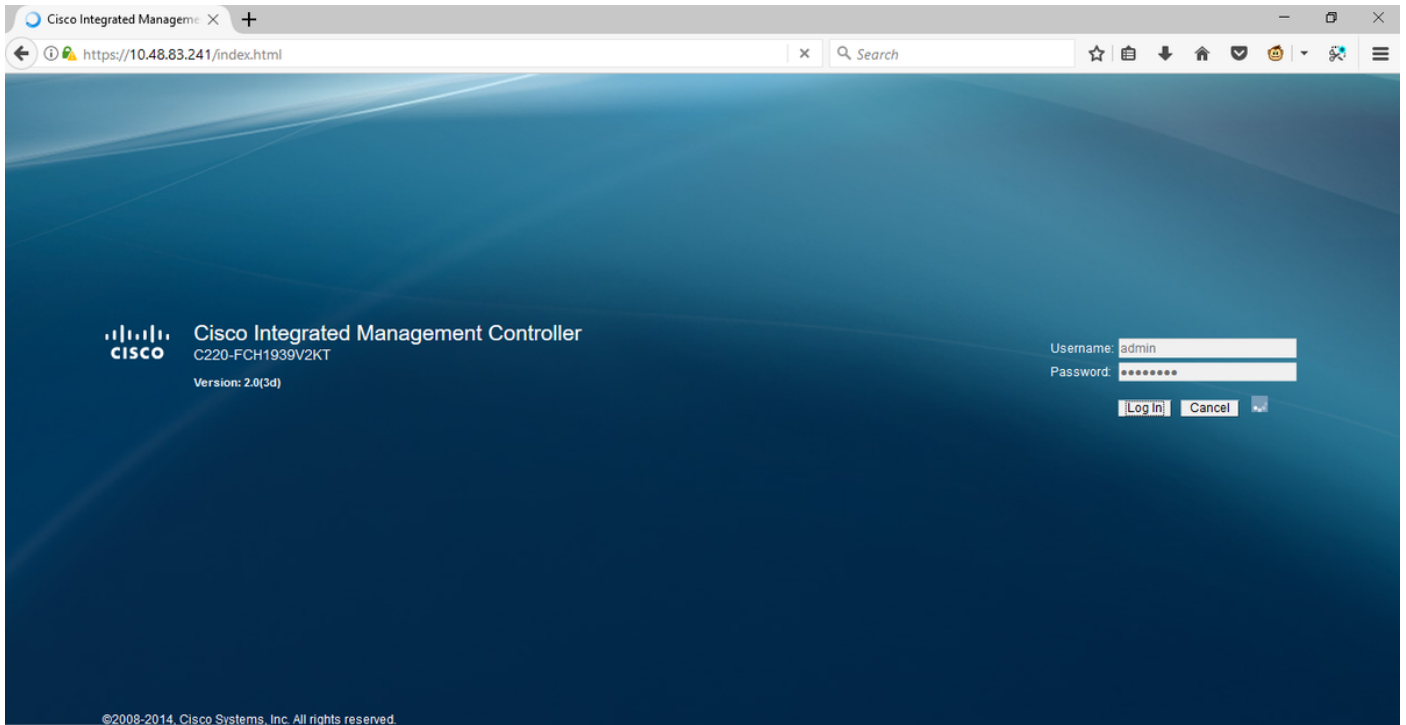 Cisco Integrated Manageme
https://10.48.83.241/index.html
Search
CISCO
Cisco Integrated Management Controller
C220-FCH1939V2KT
Version: 2.0(3d)
Username: admin
Password: ●●●●●●●●
Log In Cancel
©2008-2014, Cisco Systems, Inc. All rights reserved.